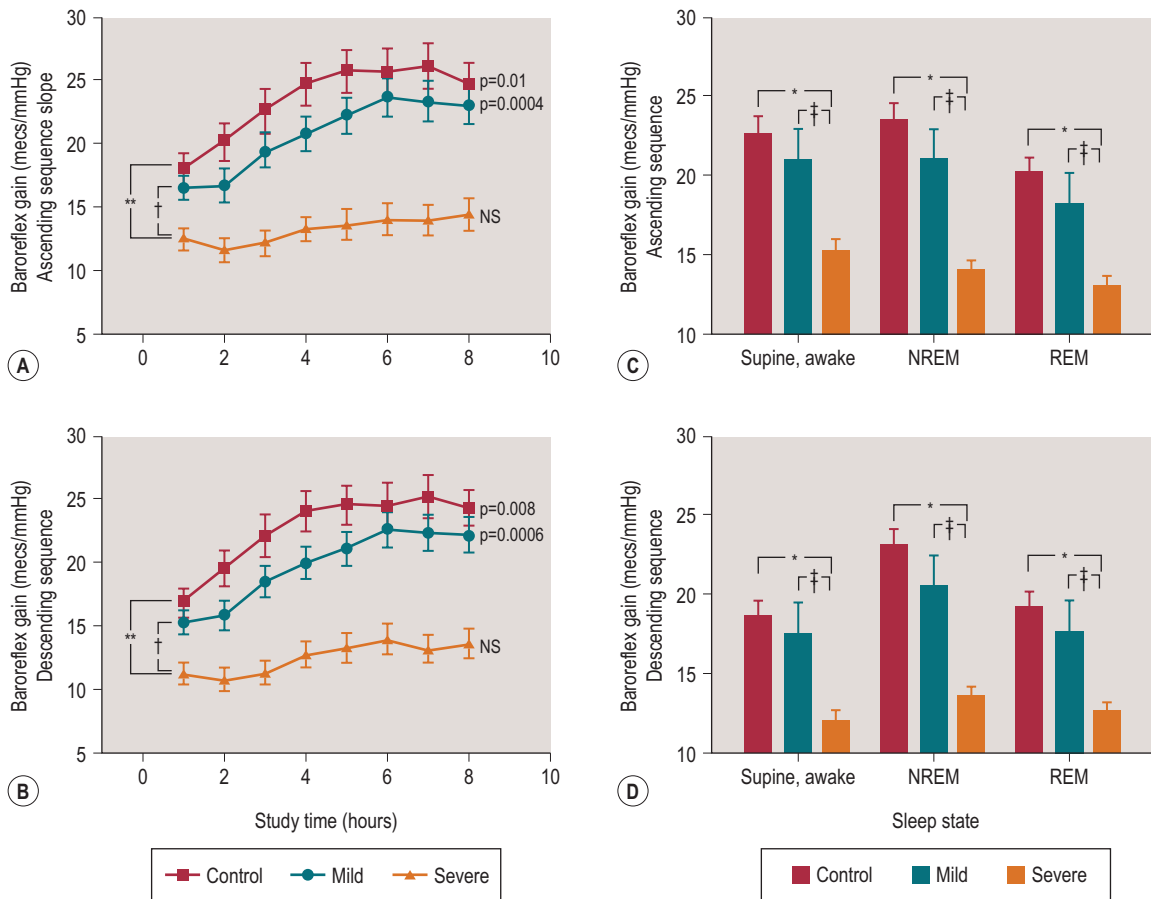 Baroreflex gain (mecs/mmHg)
Ascending sequence slope
30
25
20
15
10
5
p=0.01
p=0.0004
NS
**
†
0
2
4
6
8
10
A
Baroreflex gain (mecs/mmHg)
Ascending sequence
30
25
20
15
10
*
‡
*
‡
*
‡
Supine, awake
NREM
REM
C
Baroreflex gain (mecs/mmHg)
Descending sequence
30
25
20
15
10
5
p=0.008
p=0.0006
NS
**
†
0
2
4
6
8
10
B
Study time (hours)
Control
Mild
Severe
Baroreflex gain (mecs/mmHg)
Descending sequence
30
25
20
15
10
*
‡
*
‡
*
‡
Supine, awake
NREM
REM
D
Sleep state
Control
Mild
Severe